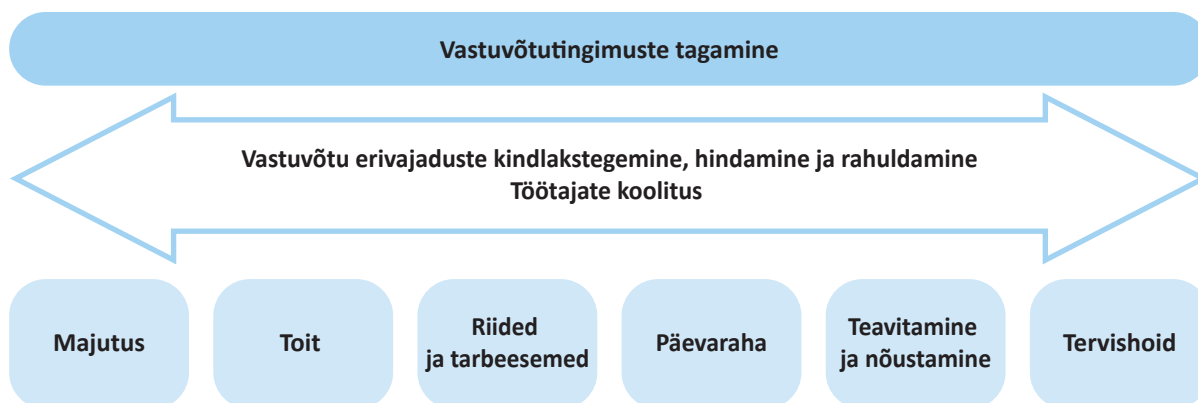 Vastuvõtutingimuste tagamine
Vastuvõtu erivajaduste kindlakstegemine, hindamine ja rahuldamine
Töötajate koolitus
Majutus
Toit
Riided
ja tarbeesemed
Päevaraha
Teavitamine
ja nõustamine
Tervishoid